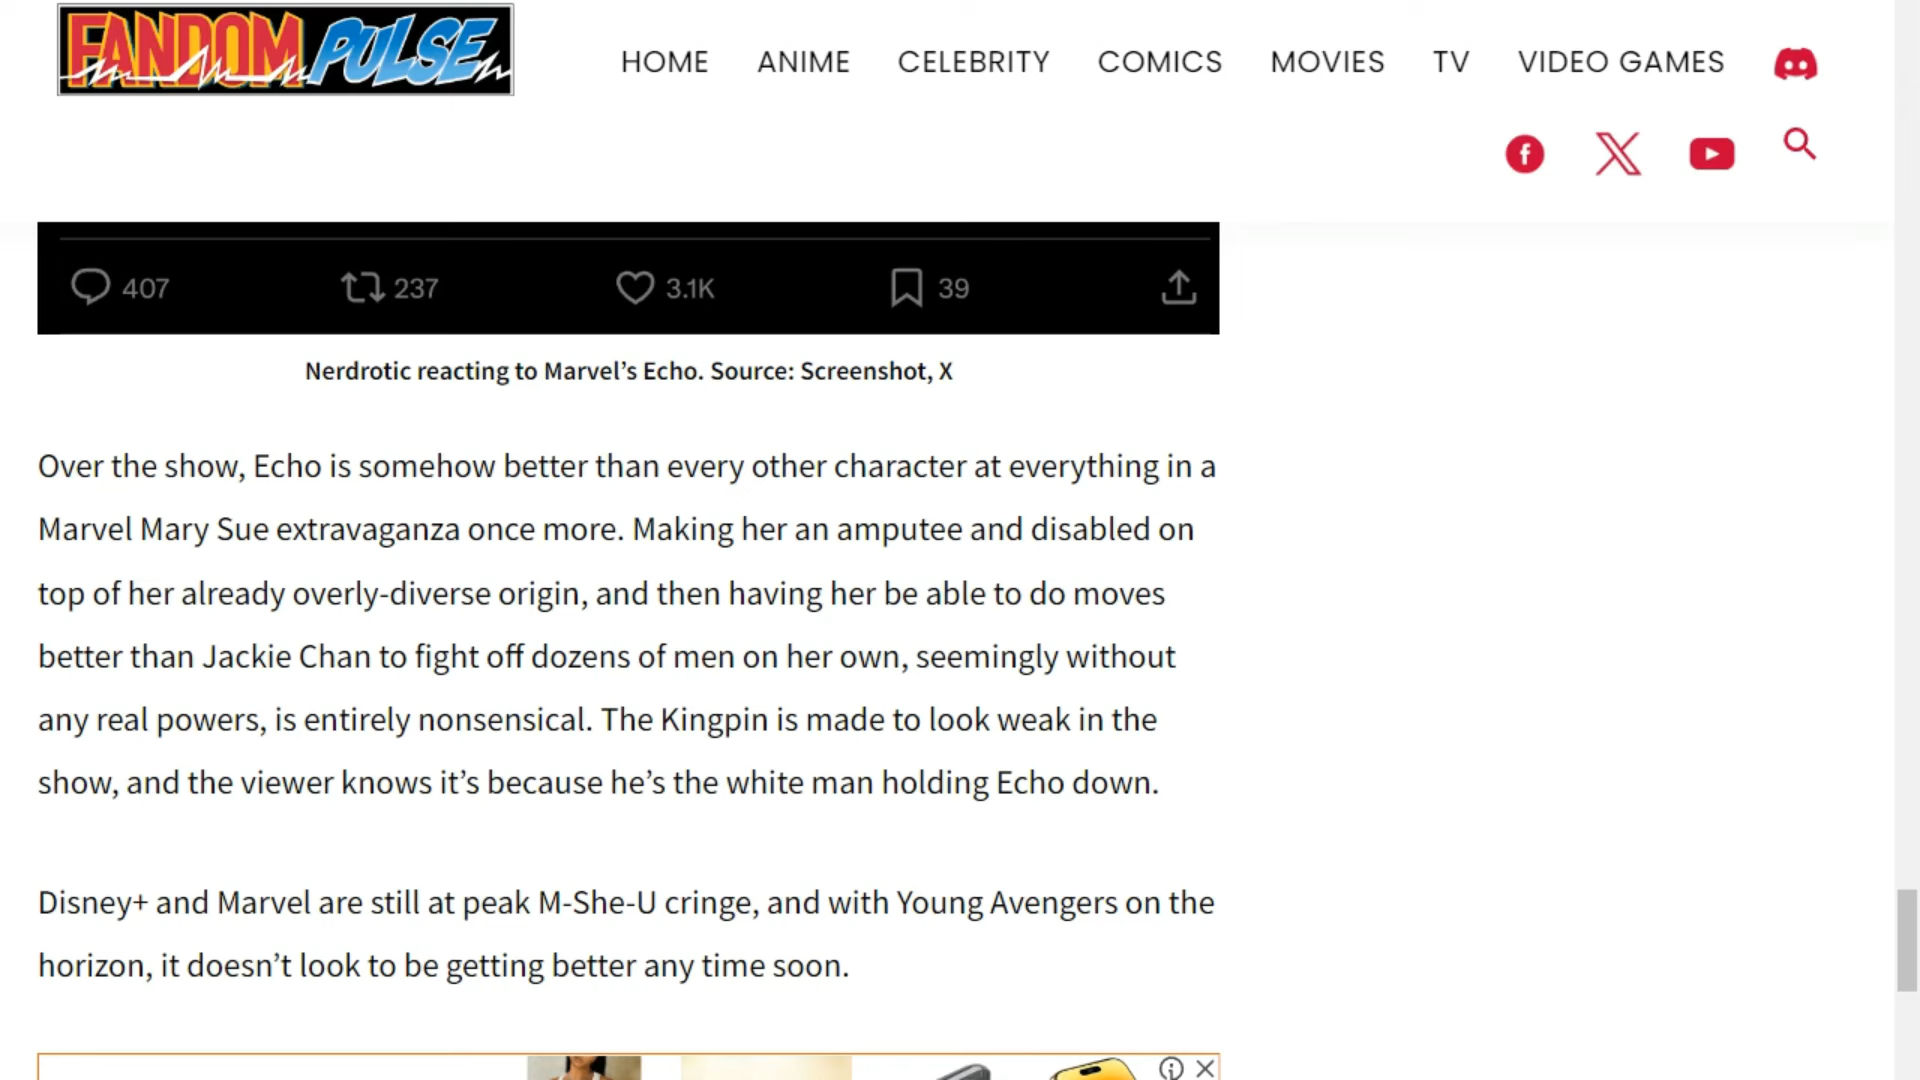 FANDOM PULSE
HOME ANIME CELEBRITY COMICS MOVIES TV VIDEO GAMES
407 237 3.1K 39
Nerdrotic reacting to Marvel’s Echo. Source: Screenshot, X
Over the show, Echo is somehow better than every other character at everything in a
Marvel Mary Sue extravaganza once more. Making her an amputee and disabled on
top of her already overly-diverse origin, and then having her be able to do moves
better than Jackie Chan to fight off dozens of men on her own, seemingly without
any real powers, is entirely nonsensical. The Kingpin is made to look weak in the
show, and the viewer knows it’s because he’s the white man holding Echo down.
Disney+ and Marvel are still at peak M-She-U cringe, and with Young Avengers on the
horizon, it doesn’t look to be getting better any time soon.